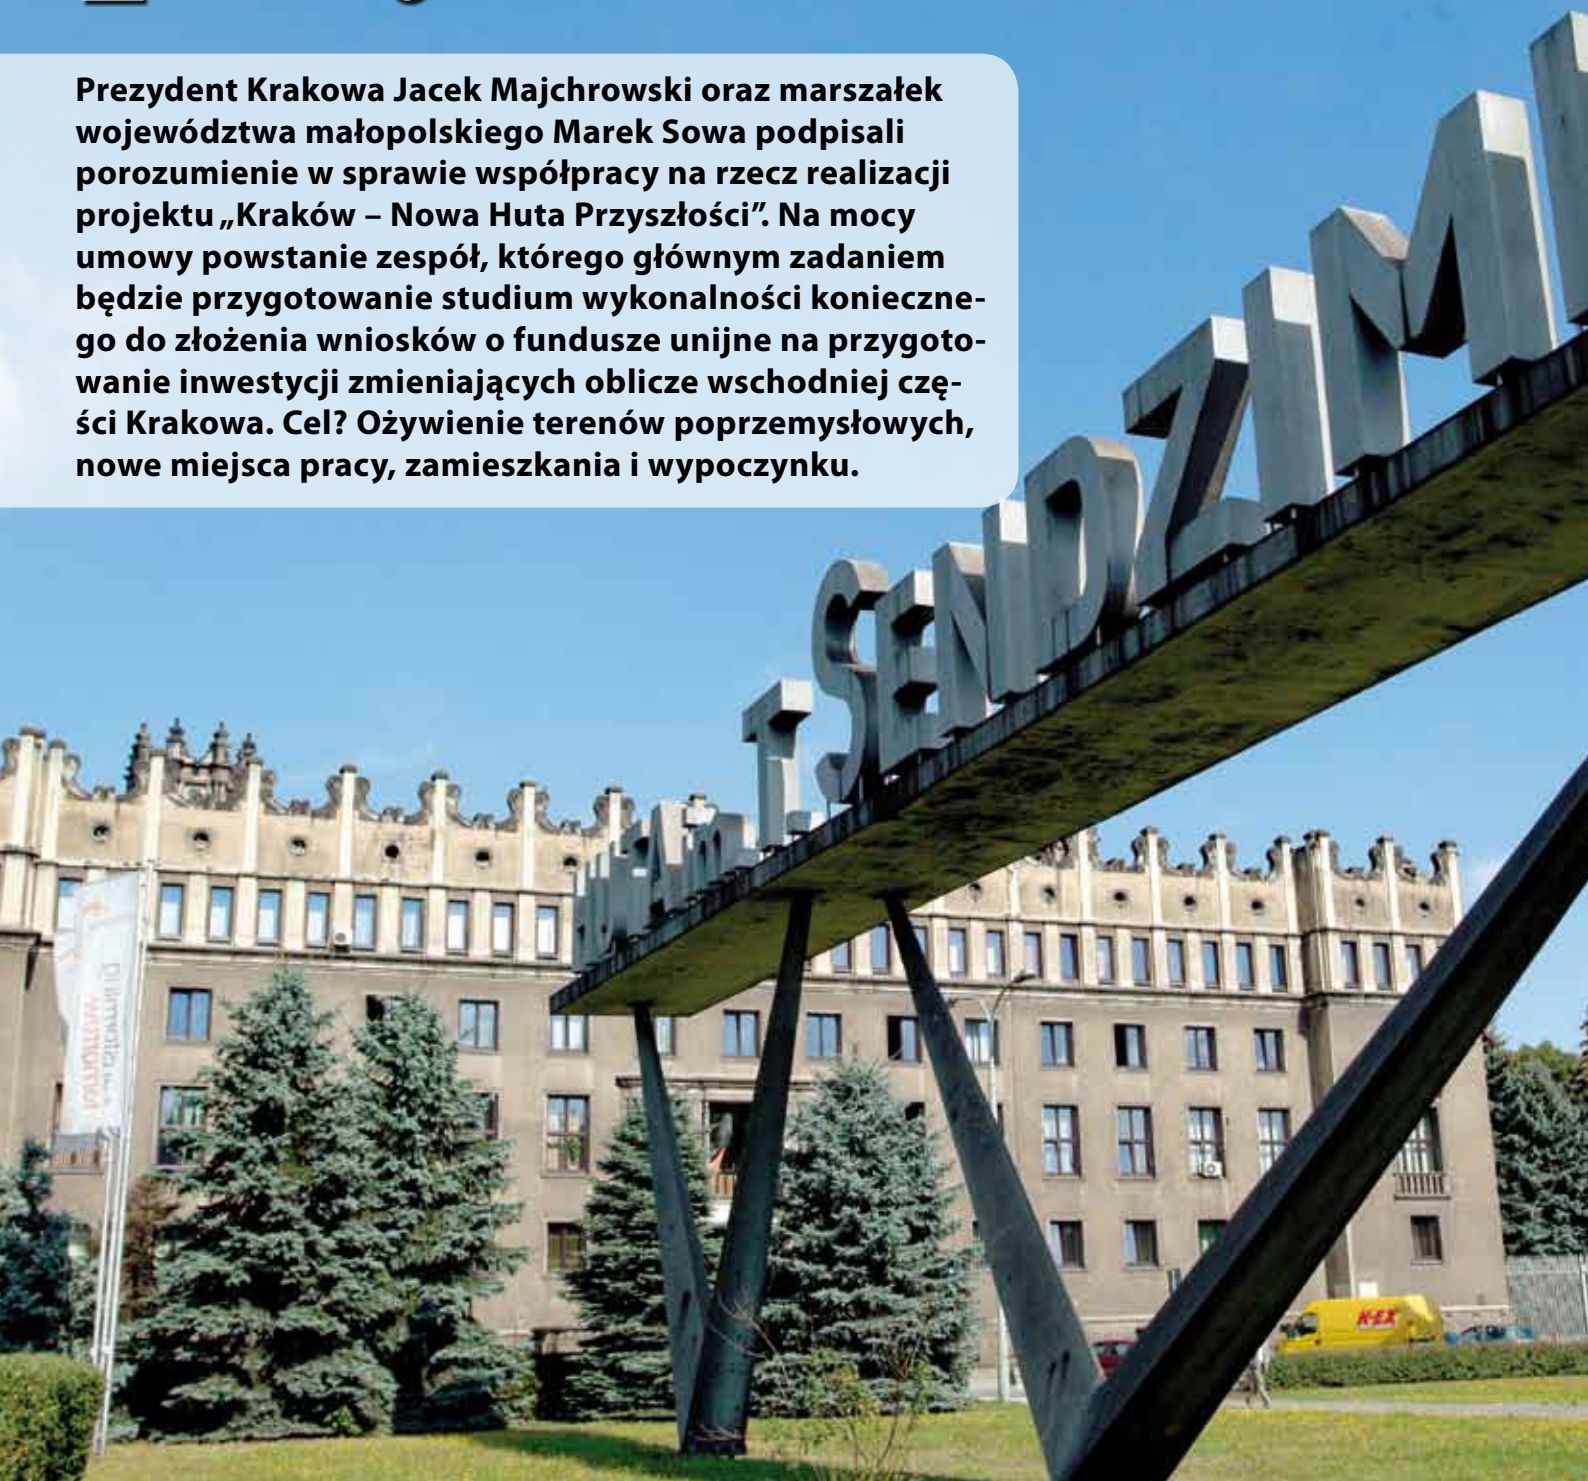 Prezydent Krakowa Jacek Majchrowski oraz marszałek
województwa małopolskiego Marek Sowa podpisali
porozumienie w sprawie współpracy na rzecz realizacji
projektu „Kraków – Nowa Huta Przyszłości”. Na mocy
umowy powstanie zespół, którego głównym zadaniem
będzie przygotowanie studium wykonalności konieczne-
go do złożenia wniosków o fundusze unijne na przygoto-
wanie inwestycji zmieniających oblicze wschodniej czę-
ści Krakowa. Cel? Ożywienie terenów poprzemysłowych,
nowe miejsca pracy, zamieszkania i wypoczynku.
T. SENDZIMI
K-EX